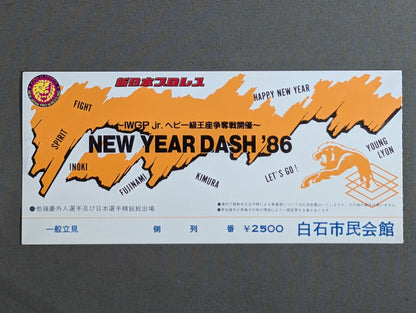 新日本プロレス
HAPPY NEW YEAR
FIGHT
〜IWGP Jr.ヘビー級王座争奪戦開催〜
SPIRIT
NEW YEAR DASH '86
YOUNG LYON
INOKI
LET'S GO!
KIMURA
FUJINAMI
●他強豪外人選手及び日本選手精鋭総出場
一般立見 側 列 番 ¥2500 白石市民会館